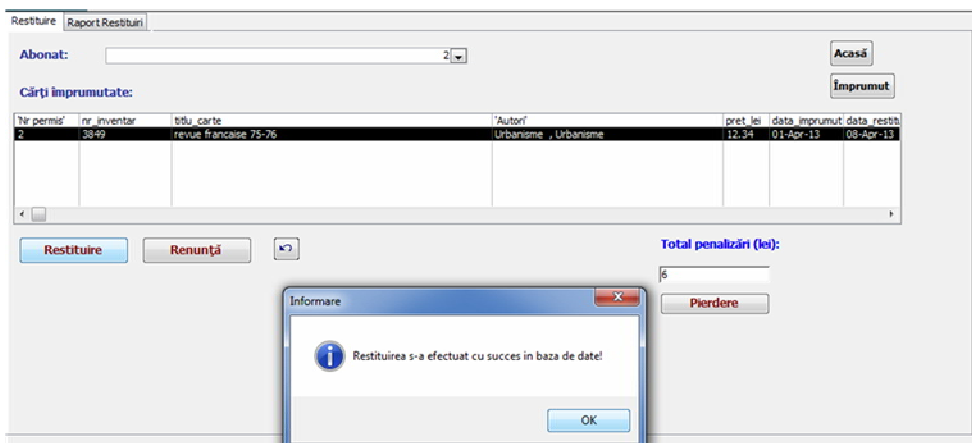 Restituire Raport Restituiri
Abonat: 2
Acasă
Cărți împrumutate:
Împrumut
'Nr permis' nr_inventar titlu_carte 'Autori' pret_lei data_imprumut data_restit
2 3849 revue francaise 75-76 Urbanisme , Urbanisme 12.34 01-Apr-13 08-Apr-13
Restituire Renunță Total penalizări (lei):
6
Pierdere
Informare
Restituirea s-a efectuat cu succes in baza de date!
OK